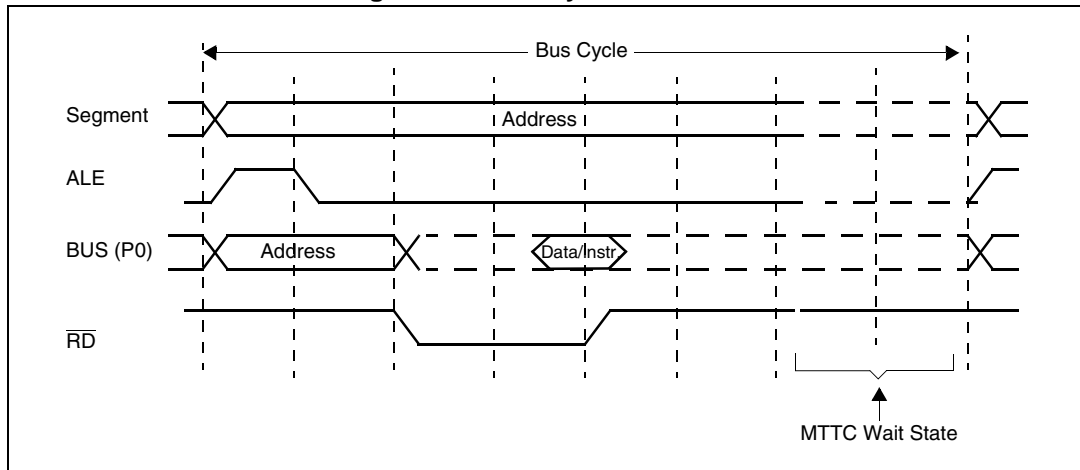 Bus Cycle
Segment
Address
ALE
BUS (P0)
Address
Data/Instr
RD
MTTC Wait State